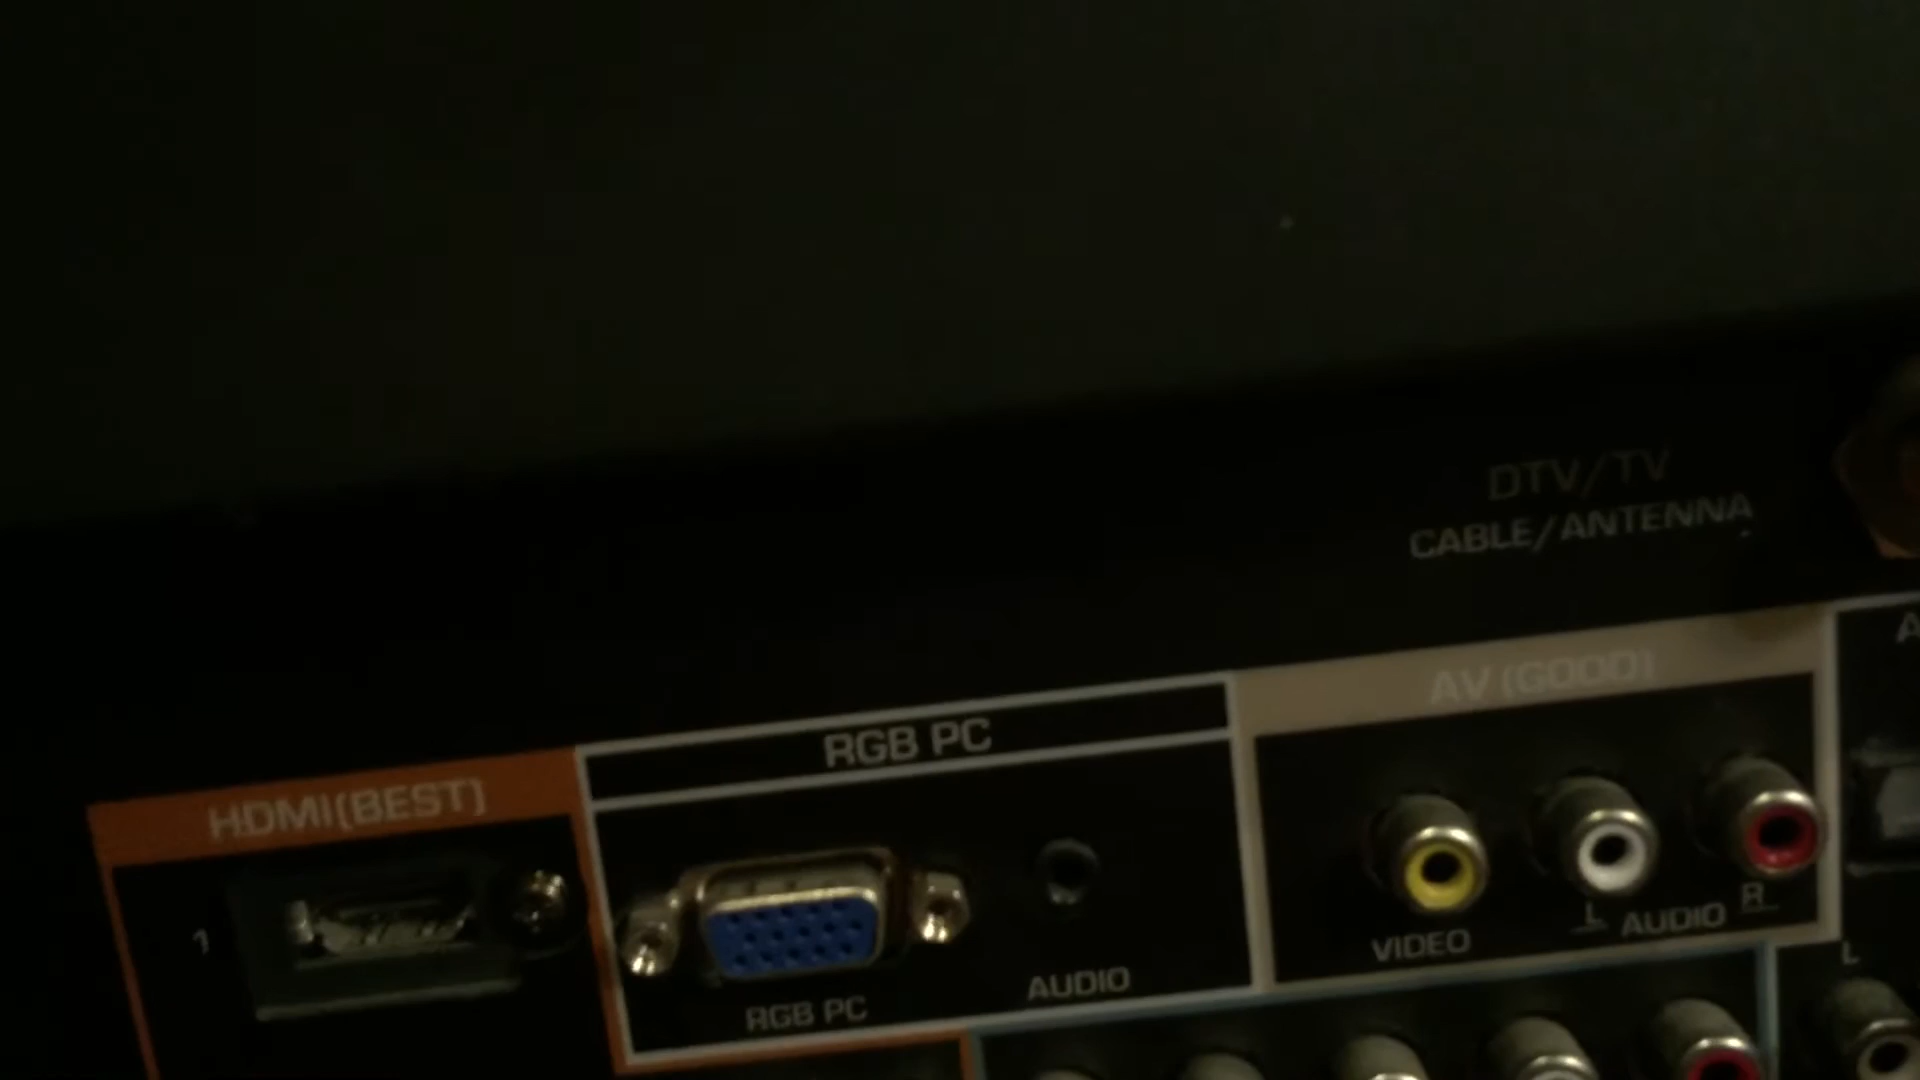 DTV/TV
CABLE/ANTENNA
AV (GOOD)
RGB PC
HDMI(BEST)
1
VIDEO
L AUDIO R
L
RGB PC
AUDIO